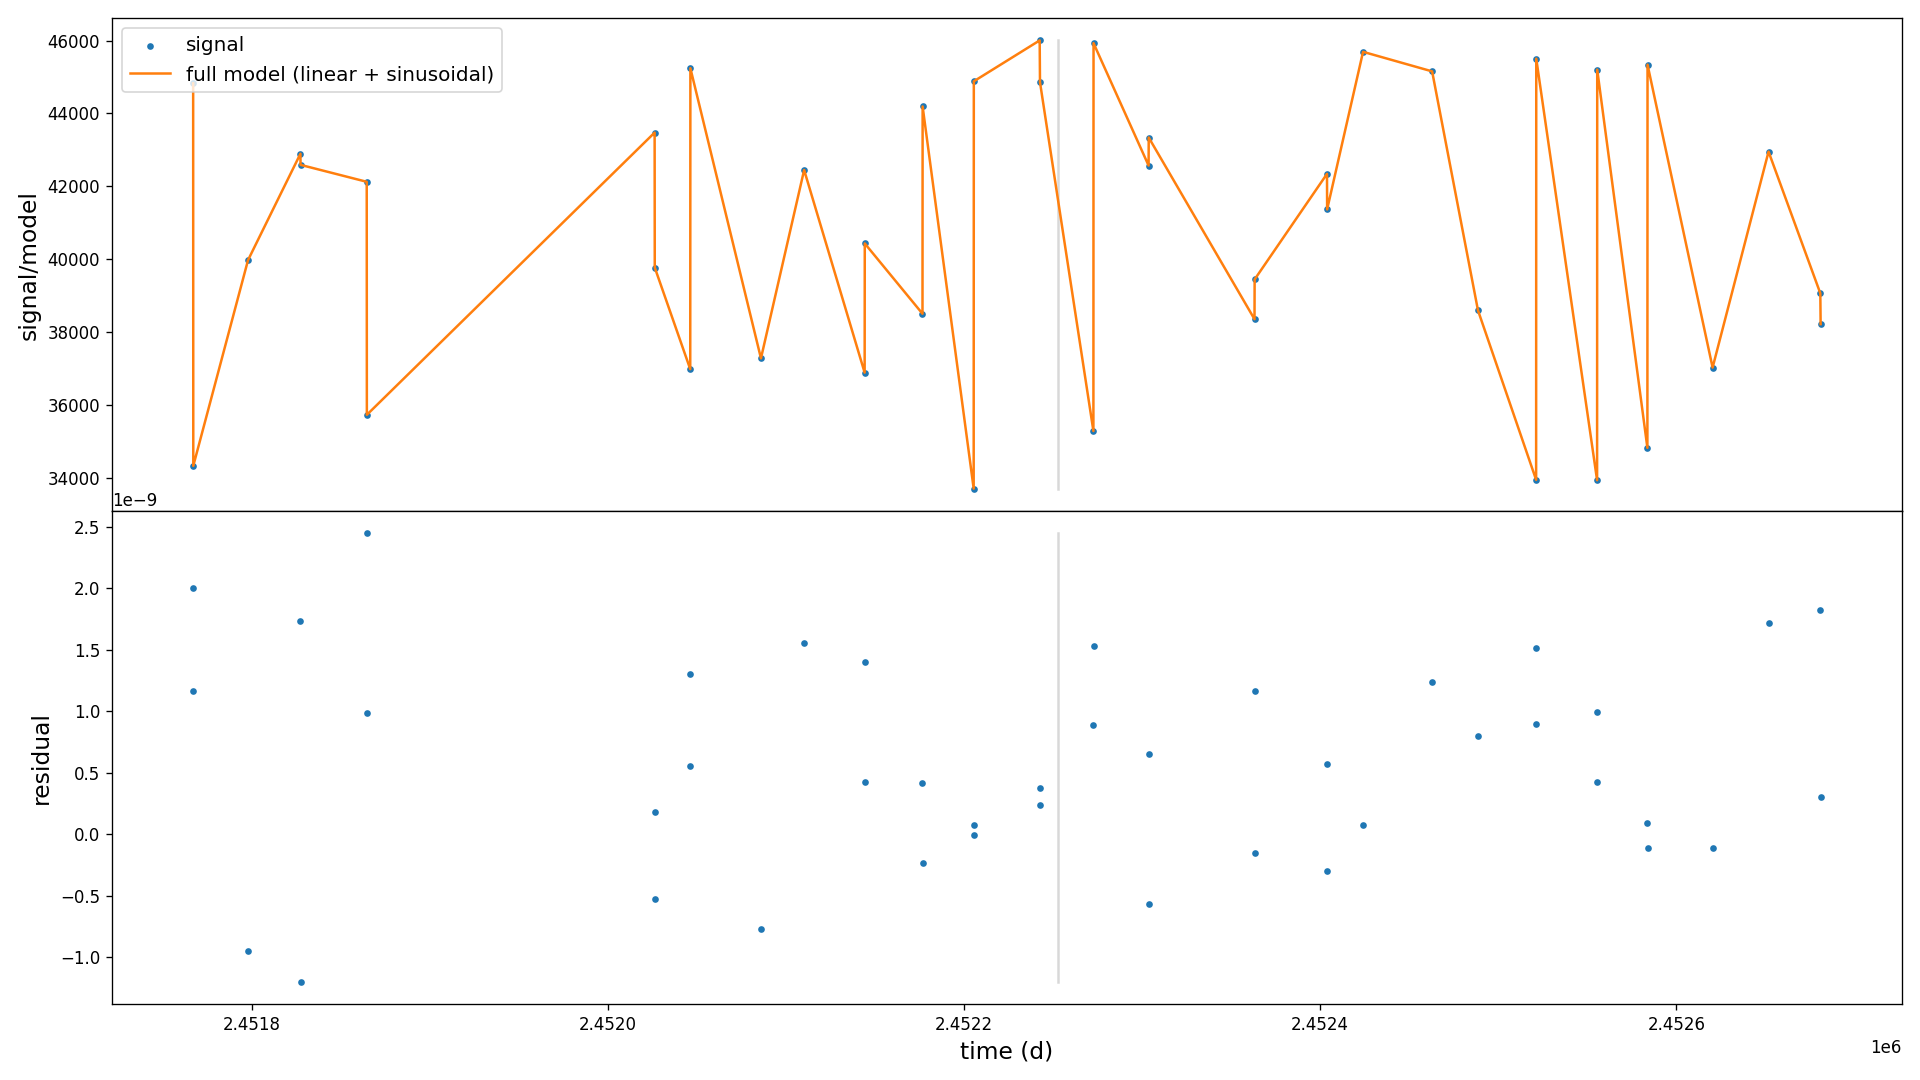 46000
44000
42000
40000
38000
36000
34000
signal/model
signal
full model (linear + sinusoidal)
1e−9
2.5
2.0
1.5
1.0
0.5
0.0
−0.5
−1.0
residual
2.4518
2.4520
2.4522
2.4524
2.4526
time (d)
1e6